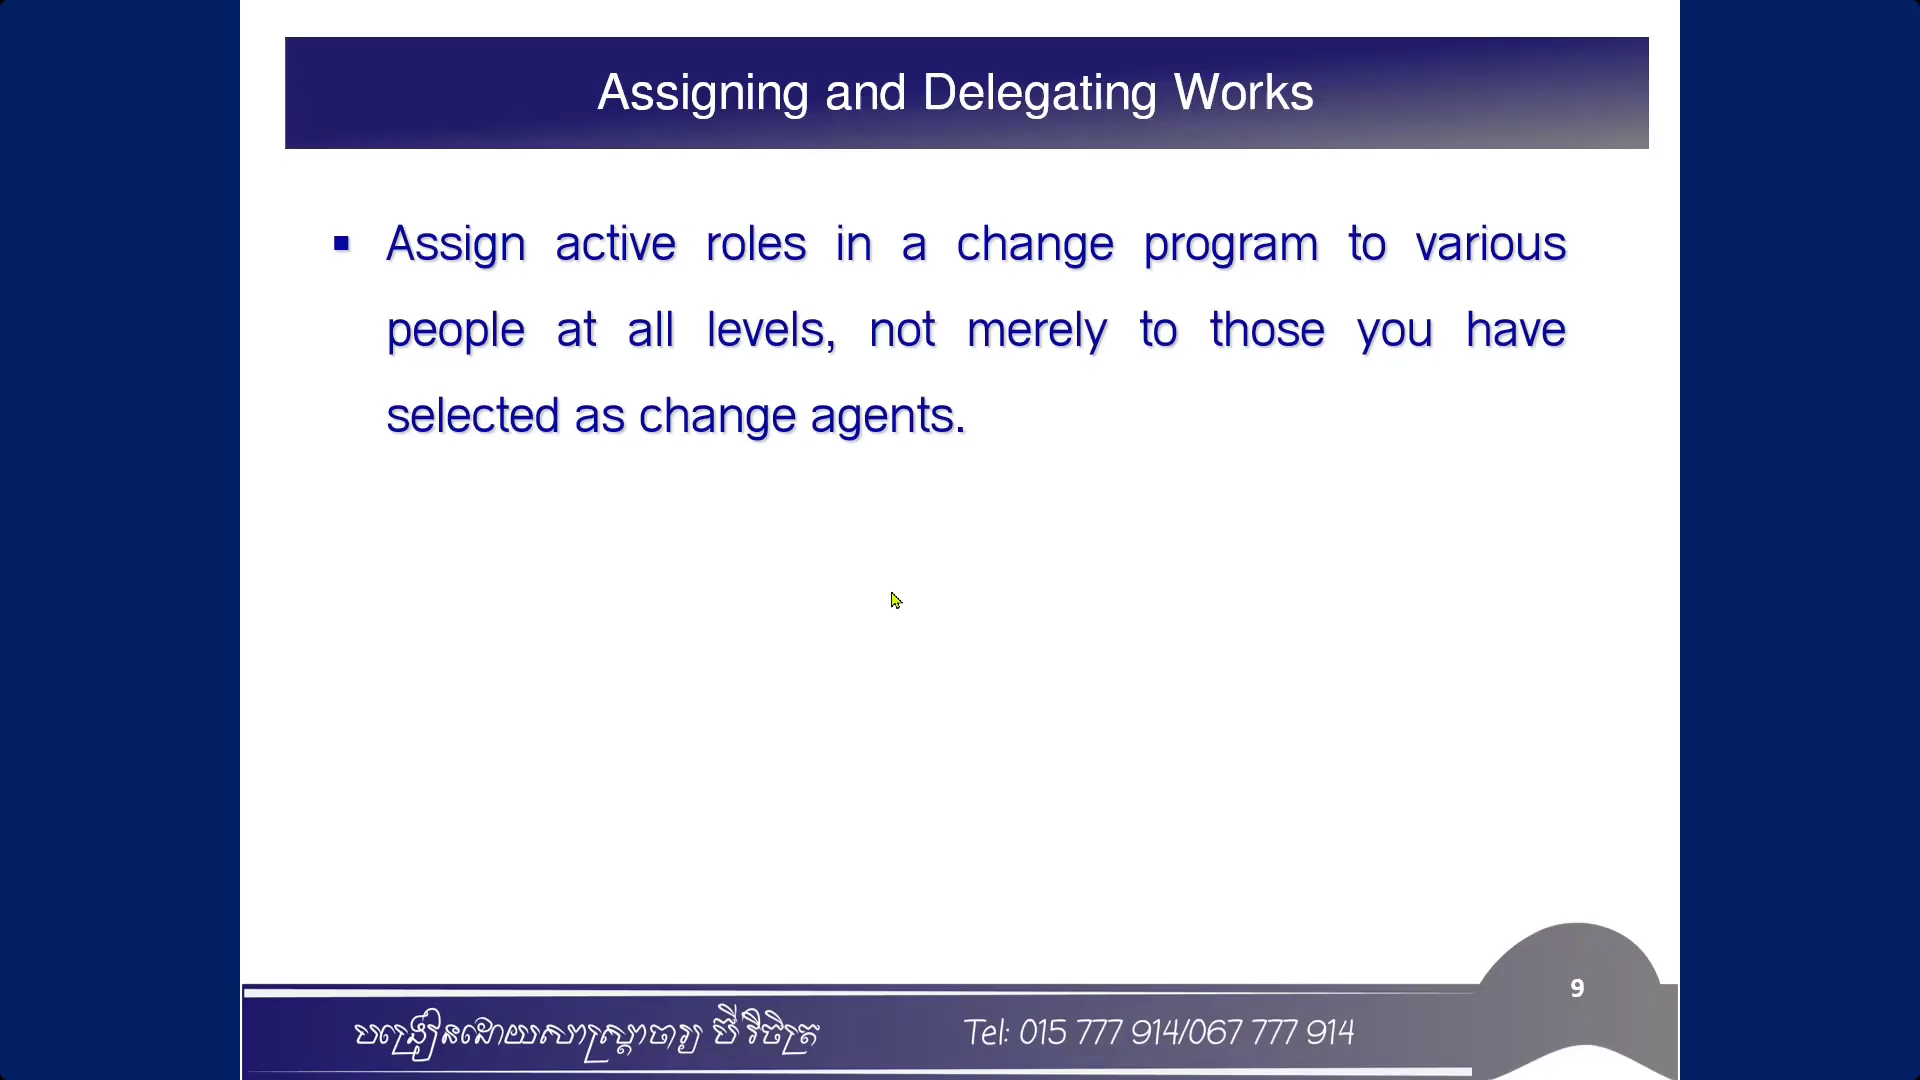 Assigning and Delegating Works
▪ Assign active roles in a change program to various
people at all levels, not merely to those you have
selected as change agents.
9
បង្រៀនដោយសាស្ត្រាចារ្យ ប៊ី វិចិត្រ
Tel: 015 777 914/067 777 914